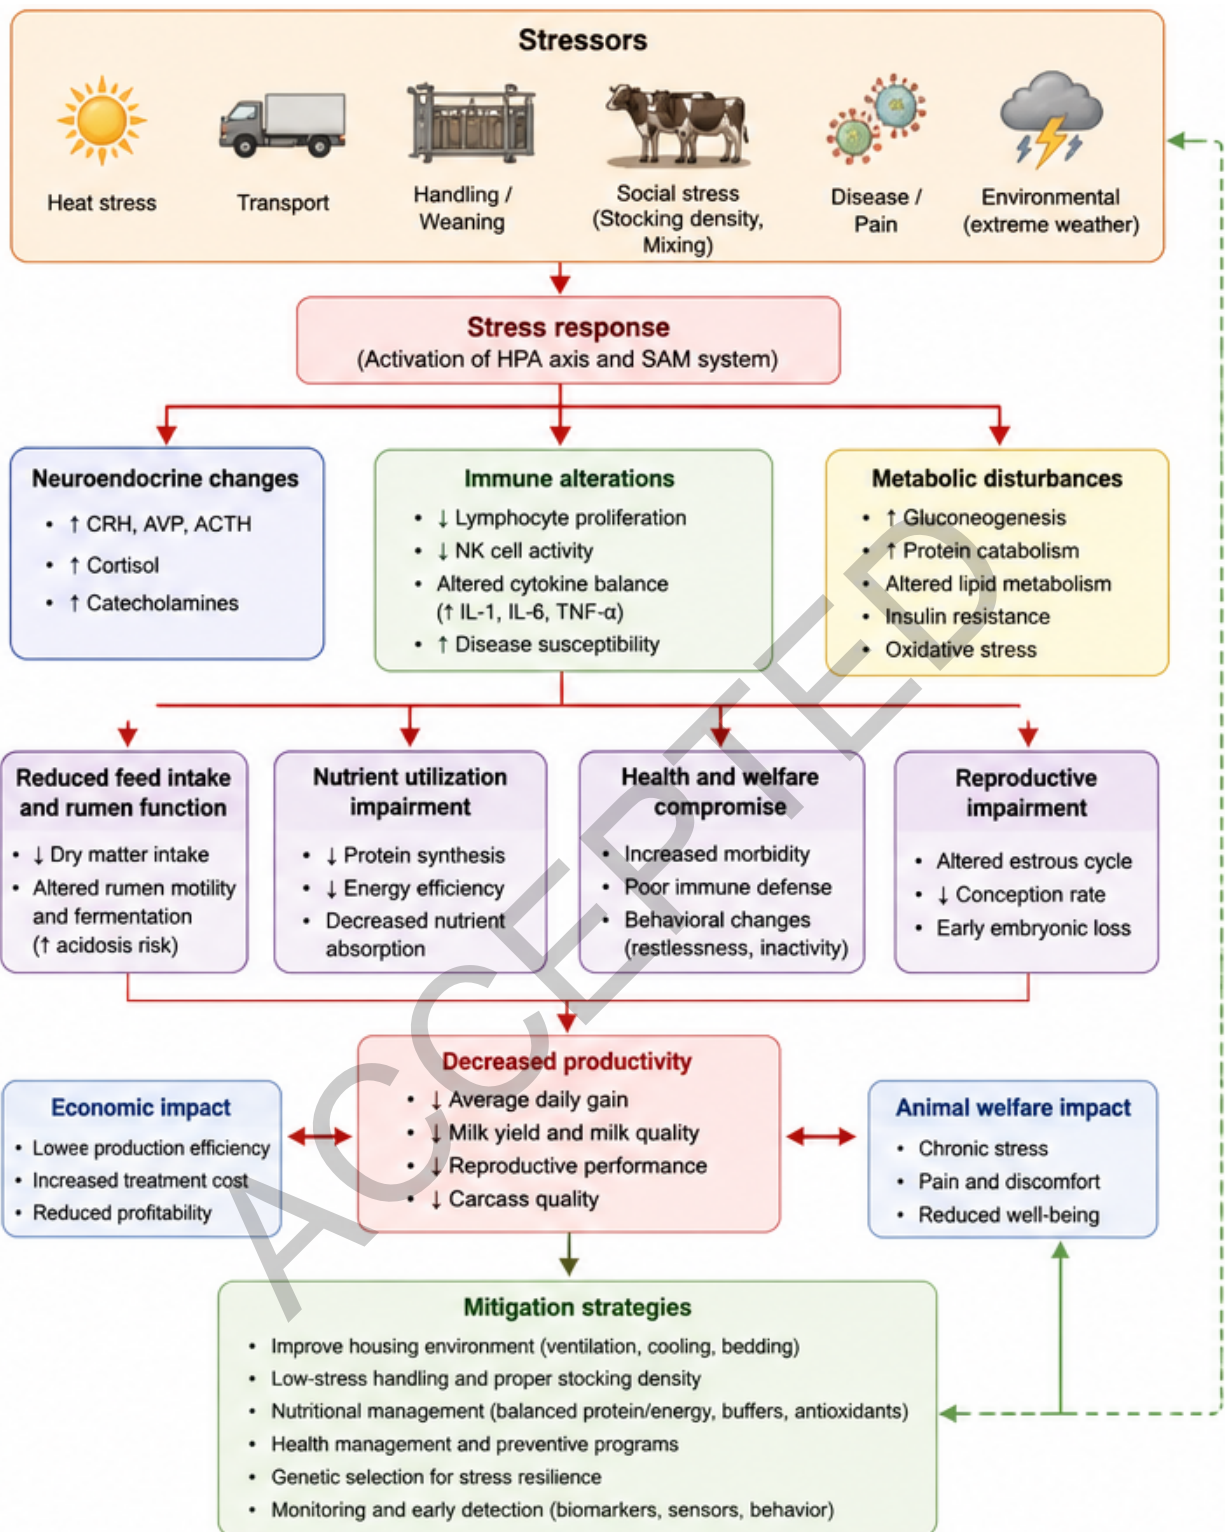 Stressors
Heat stress
Transport
Handling /
Weaning
Social stress
(Stocking density,
Mixing)
Disease /
Pain
Environmental
(extreme weather)
Stress response
(Activation of HPA axis and SAM system)
Neuroendocrine changes
• ↑ CRH, AVP, ACTH
• ↑ Cortisol
• ↑ Catecholamines
Immune alterations
• ↓ Lymphocyte proliferation
• ↓ NK cell activity
• Altered cytokine balance
(↑ IL-1, IL-6, TNF-α)
• ↑ Disease susceptibility
Metabolic disturbances
• ↑ Gluconeogenesis
• ↑ Protein catabolism
• Altered lipid metabolism
• Insulin resistance
• Oxidative stress
Reduced feed intake
and rumen function
• ↓ Dry matter intake
• Altered rumen motility
and fermentation
(↑ acidosis risk)
Nutrient utilization
impairment
• ↓ Protein synthesis
• ↓ Energy efficiency
• Decreased nutrient
absorption
Health and welfare
compromise
• Increased morbidity
• Poor immune defense
• Behavioral changes
(restlessness, inactivity)
Reproductive
impairment
• Altered estrous cycle
• ↓ Conception rate
• Early embryonic loss
Decreased productivity
• ↓ Average daily gain
• ↓ Milk yield and milk quality
• ↓ Reproductive performance
• ↓ Carcass quality
Economic impact
• Lowee production efficiency
• Increased treatment cost
• Reduced profitability
Animal welfare impact
• Chronic stress
• Pain and discomfort
• Reduced well-being
Mitigation strategies
• Improve housing environment (ventilation, cooling, bedding)
• Low-stress handling and proper stocking density
• Nutritional management (balanced protein/energy, buffers, antioxidants)
• Health management and preventive programs
• Genetic selection for stress resilience
• Monitoring and early detection (biomarkers, sensors, behavior)
ACCEPTED